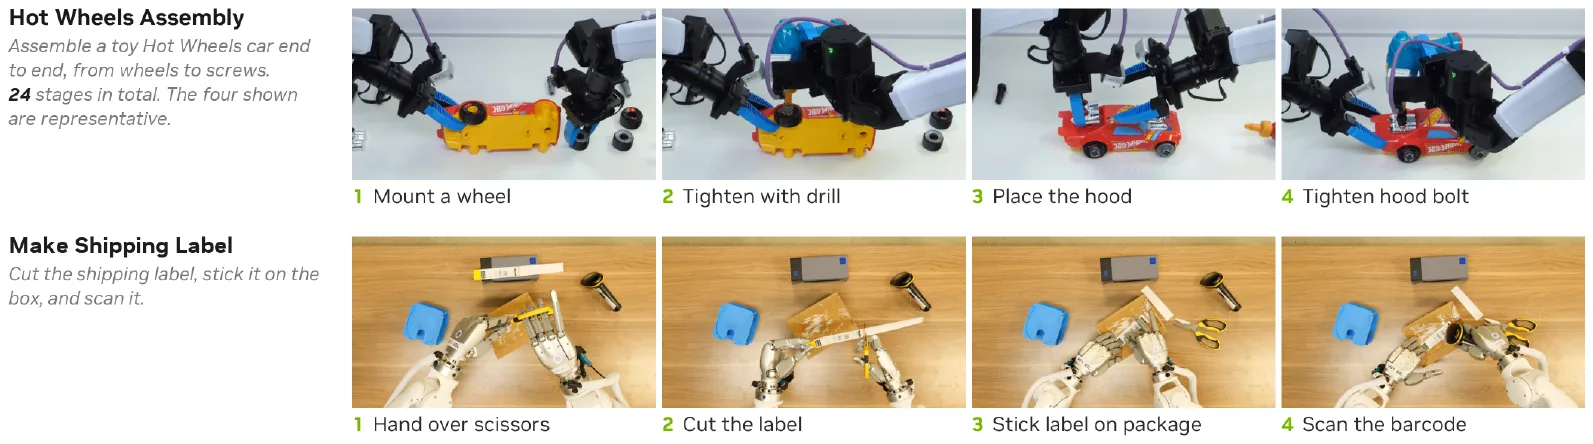 Hot Wheels Assembly
Assemble a toy Hot Wheels car end
to end, from wheels to screws.
24 stages in total. The four shown
are representative.
1 Mount a wheel
2 Tighten with drill
3 Place the hood
4 Tighten hood bolt
Make Shipping Label
Cut the shipping label, stick it on the
box, and scan it.
1 Hand over scissors
2 Cut the label
3 Stick label on package
4 Scan the barcode